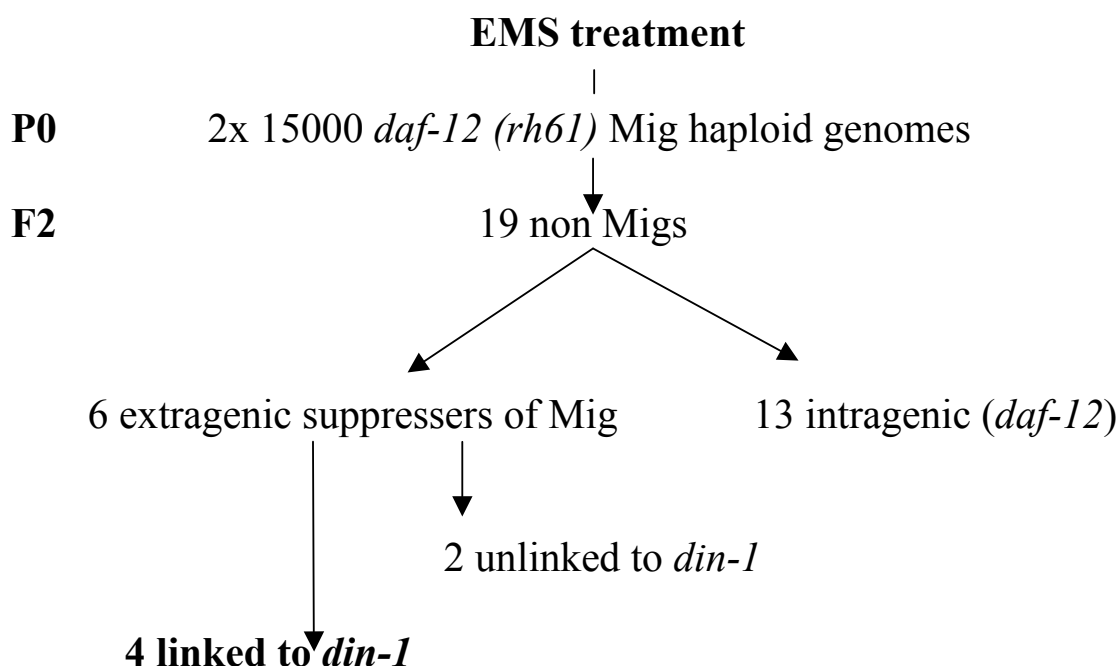 EMS treatment
P0 2x 15000 daf-12 (rh61) Mig haploid genomes
F2 19 non Migs
6 extragenic suppressers of Mig 13 intragenic (daf-12)
2 unlinked to din-1
4 linked to din-1